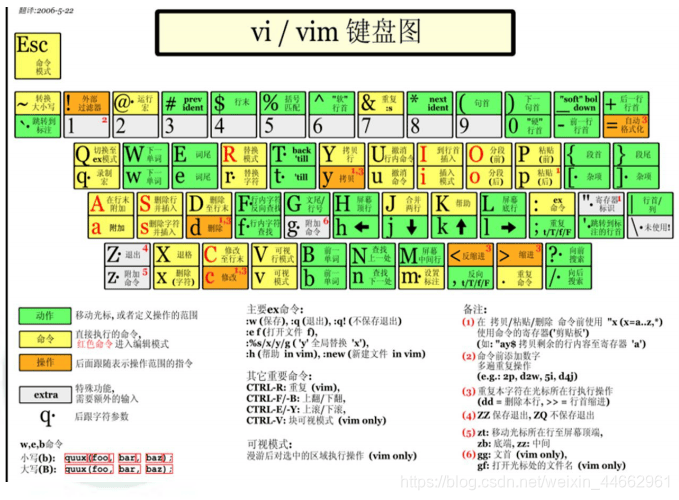 翻译:2006-5-22
vi / vim 键盘图
Esc 命令模式
~ 转换大小写 ! 外部过滤器 @· 运行宏 # prev ident $ 行末 % 括号匹配 ^ "软"行首 & 重复 :s * next ident ( 句首 ) 下一句首 "soft" bol down + 后一行行首
`· 跳转到标注 1 2 2 3 4 5 6 7 8 9 0 "硬"行首 - 前一行行首 = 自动3格式化
Q 切换至ex模式 W 下一单词 E 词尾 R 替换模式 T· back 'till Y 拷贝行 U 撤消行内命令 I 到行首插入 O 分段(前) P 粘贴(前) { 段首 } 段尾
q· 录制宏 w 下一单词 e 词尾 r· 替换字符 t· 'till y 拷贝1,3 u 撤消命令 i 插入模式 o 分段(后) p 粘贴(后)1 [· 杂项 ]· 杂项
A 在行末附加 S 删除行并插入 D 删除至行末 F· 行内字符反向查找 G 文尾/行号 H 屏幕顶行 J 合并两行 K 帮助 L 屏幕底行 : ex命令 "· 寄存器1标识 | 行首/列
a 附加 s 删除字符并插入 d 删除1,3 f· 行内字符查找 g· 附加6命令 h ← j ↓ k ↑ l → ; 重复 t/T/f/F '· 跳转到标注的行首 \· 未使用!
Z· 退出4 X 退格 C 修改至行末 V 可视行模式 B 前一单词 N 查找上一处 M 屏幕中间行 < 反缩进3 > 缩进3 ?· 向前搜索
z· 附加5命令 x 删除(字符) c 修改1,3 v 可视模式 b 前一单词 n 查找下一处 m· 设置标注 , 反向 t/T/f/F . 重复命令 /· 向后搜索
动作 移动光标, 或者定义操作的范围
命令 直接执行的命令,
红色命令进入编辑模式
操作 后面跟随表示操作范围的指令
extra 特殊功能,
需要额外的输入
q· 后跟字符参数
w,e,b命令
小写(b): quux(foo, bar, baz);
大写(B): quux(foo, bar, baz);
主要ex命令:
:w (保存), :q (退出), :q! (不保存退出)
:e f (打开文件 f),
:%s/x/y/g ( 'y' 全局替换 'x'),
:h (帮助 in vim), :new (新建文件 in vim)
其它重要命令:
CTRL-R: 重复 (vim),
CTRL-F/-B: 上翻/下翻,
CTRL-E/-Y: 上滚/下滚,
CTRL-V: 块可视模式 (vim only)
可视模式:
漫游后对选中的区域执行操作 (vim only)
备注:
(1) 在 拷贝/粘贴/删除 命令前使用 "x (x=a..z,*)
使用命令的寄存器('剪贴板')
(如: "ay$ 拷贝剩余的行内容至寄存器 'a')
(2) 命令前添加数字
多遍重复操作
(e.g.: 2p, d2w, 5i, d4j)
(3) 重复本字符在光标所在行执行操作
(dd = 删除本行, >> = 行首缩进)
(4) ZZ 保存退出, ZQ 不保存退出
(5) zt: 移动光标所在行至屏幕顶端,
zb: 底端, zz: 中间
(6) gg: 文首 (vim only),
gf: 打开光标处的文件名 (vim only)
https://blog.csdn.net/weixin_44662961